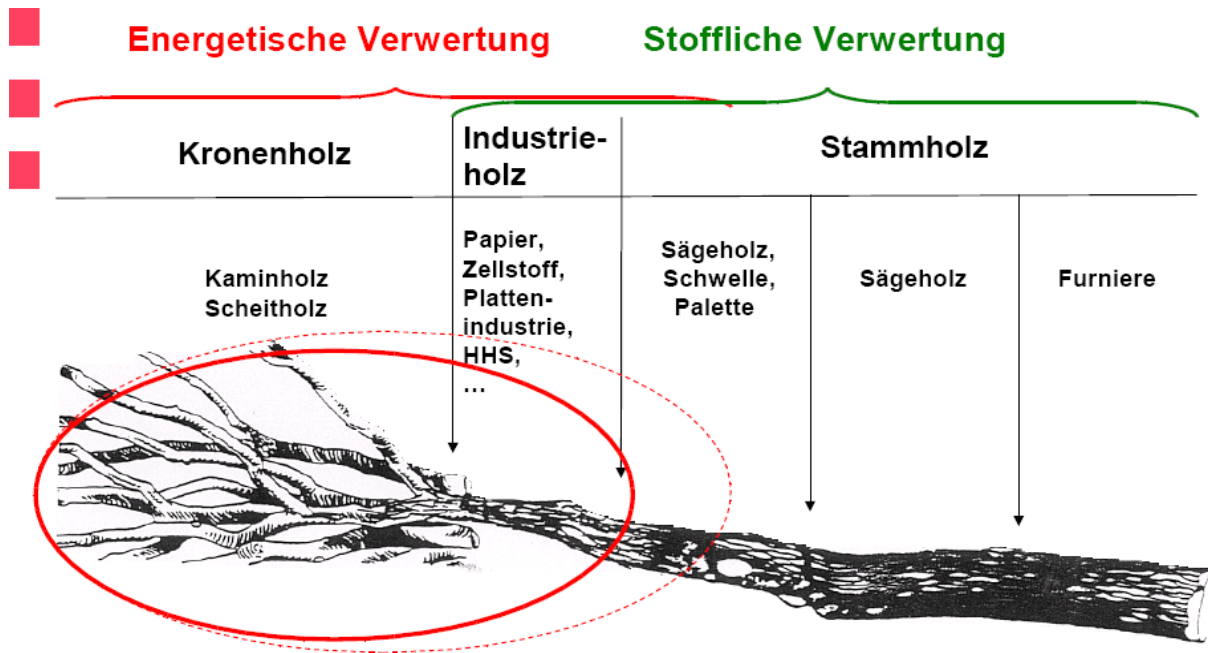 Energetische Verwertung
Stoffliche Verwertung
Kronenholz
Industrie-
holz
Stammholz
Kaminholz
Scheitholz
Papier,
Zellstoff,
Platten-
industrie,
HHS,
...
Sägeholz,
Schwelle,
Palette
Sägeholz
Furniere